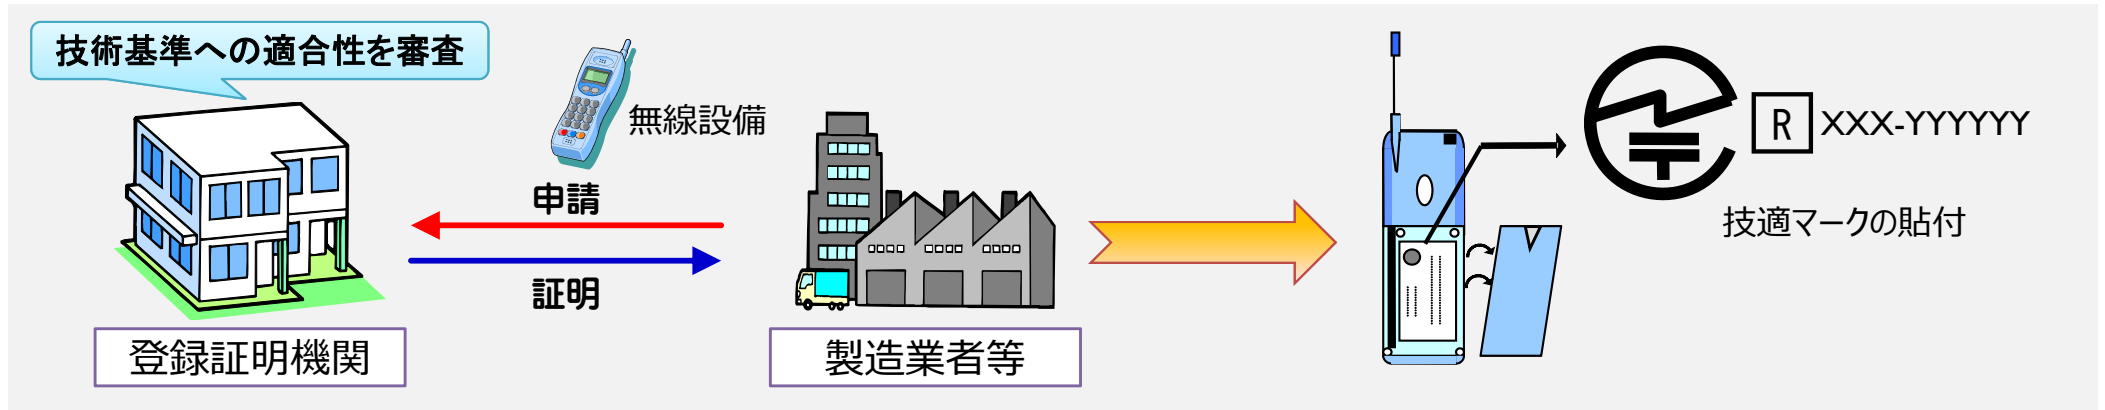 技術基準への適合性を審査
無線設備
申請
証明
登録証明機関
製造業者等
R XXX-YYYYYY
技適マークの貼付